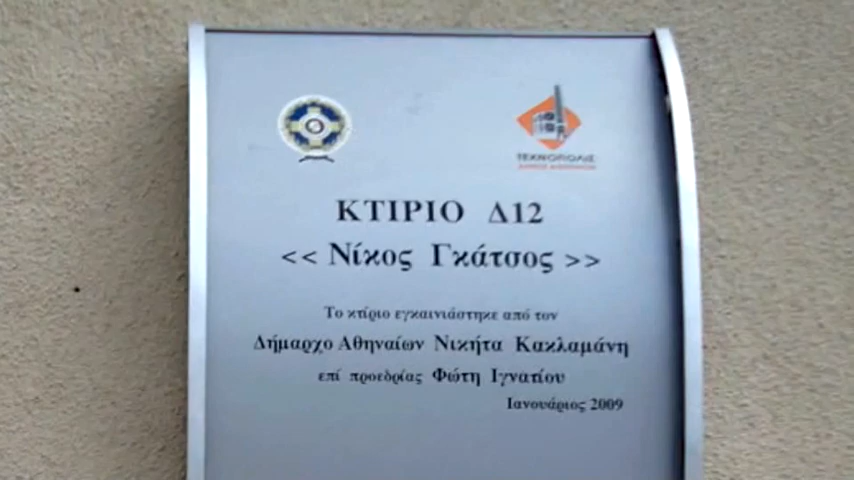 ΤΕΧΝΟΠΟΛΙΣ
ΚΤΙΡΙΟ Δ12
<< Νίκος Γκάτσος >>
Το κτίριο εγκαινιάστηκε από τον
Δήμαρχο Αθηναίων Νικήτα Κακλαμάνη
επί προεδρίας Φώτη Ιγνατίου
Ιανουάριος 2009